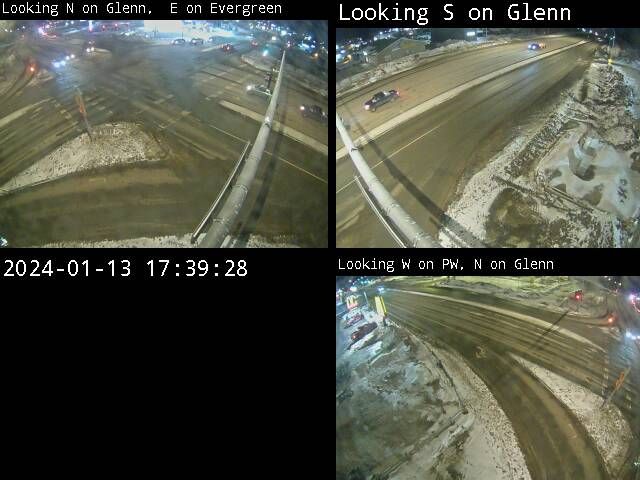 Looking N on Glenn,  E on Evergreen
Looking S on Glenn
2024-01-13 17:39:28
Looking W on PW, N on Glenn